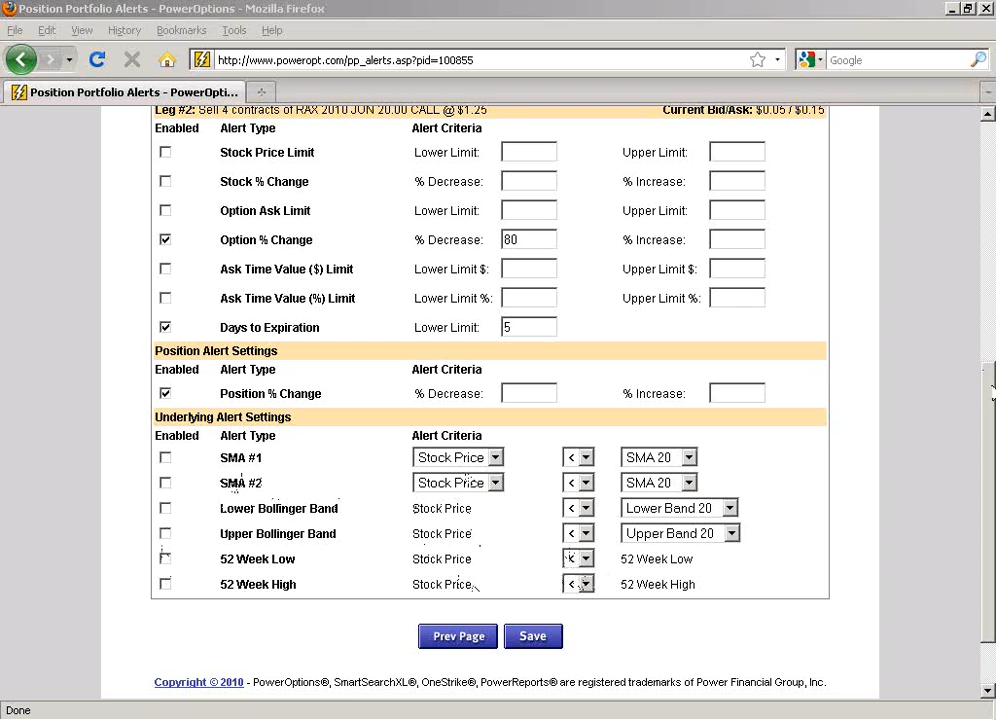 Position Portfolio Alerts - PowerOptions - Mozilla Firefox
File Edit View History Bookmarks Tools Help
http://www.poweropt.com/pp_alerts.asp?pid=100855 Google
Position Portfolio Alerts - PowerOpti...
Leg #2: Sell 4 contracts of RAX 2010 JUN 20.00 CALL @ $1.25 Current Bid/Ask: $0.05 / $0.15
Enabled Alert Type Alert Criteria
Stock Price Limit Lower Limit: Upper Limit:
Stock % Change % Decrease: % Increase:
Option Ask Limit Lower Limit: Upper Limit:
Option % Change % Decrease: 80 % Increase:
Ask Time Value ($) Limit Lower Limit $: Upper Limit $:
Ask Time Value (%) Limit Lower Limit %: Upper Limit %:
Days to Expiration Lower Limit: 5
Position Alert Settings
Enabled Alert Type Alert Criteria
Position % Change % Decrease: % Increase:
Underlying Alert Settings
Enabled Alert Type Alert Criteria
SMA #1 Stock Price < SMA 20
SMA #2 Stock Price < SMA 20
Lower Bollinger Band Stock Price < Lower Band 20
Upper Bollinger Band Stock Price < Upper Band 20
52 Week Low Stock Price < 52 Week Low
52 Week High Stock Price < 52 Week High
Prev Page Save
Copyright © 2010 - PowerOptions®, SmartSearchXL®, OneStrike®, PowerReports® are registered trademarks of Power Financial Group, Inc.
Done